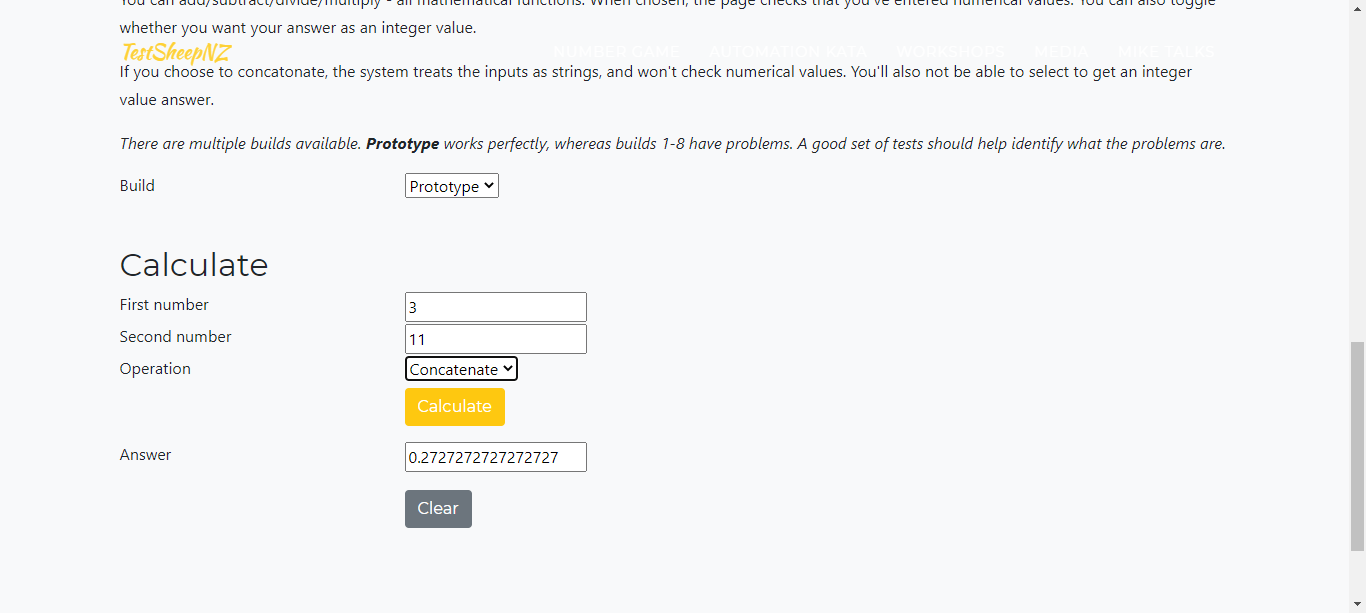 You can add/subtract/divide/multiply - all mathematical functions. When chosen, the page checks that you've entered numerical values. You can also toggle
whether you want your answer as an integer value.
TestSheepNZ NUMBER GAME AUTOMATION KATA WORKSHOPS MEDIA MIKE TALKS
If you choose to concatonate, the system treats the inputs as strings, and won't check numerical values. You'll also not be able to select to get an integer
value answer.
There are multiple builds available. Prototype works perfectly, whereas builds 1-8 have problems. A good set of tests should help identify what the problems are.
Build Prototype
Calculate
First number 3
Second number 11
Operation Concatenate
Calculate
Answer 0.2727272727272727
Clear